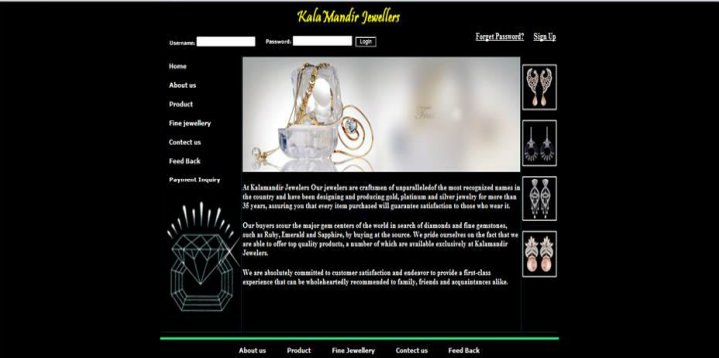 KalaMandir Jewellers
Username:
Password:
Login
Forget Password?
Sign Up
Home
About us
Product
Fine jewellery
Contect us
Feed Back
Payment Inquiry
At Kalamandir Jewelers Our jewelers are craftsmen of unparalleledof the most recognized names in
the country and have been designing and producing gold, platinum and silver jewelry for more than
35 years, assuring you that every item purchased will guarantee satisfaction to those who wear it.
Our buyers scour the major gem centers of the world in search of diamonds and fine gemstones,
such as Ruby, Emerald and Sapphire, by buying at the source. We pride ourselves on the fact that we
are able to offer top quality products, a number of which are available exclusively at Kalamandir
Jewelers.
We are absolutely committed to customer satisfaction and endeavor to provide a first-class
experience that can be wholeheartedly recommended to family, friends and acquaintances alike.
About us
Product
Fine Jewellery
Contact us
Feed Back